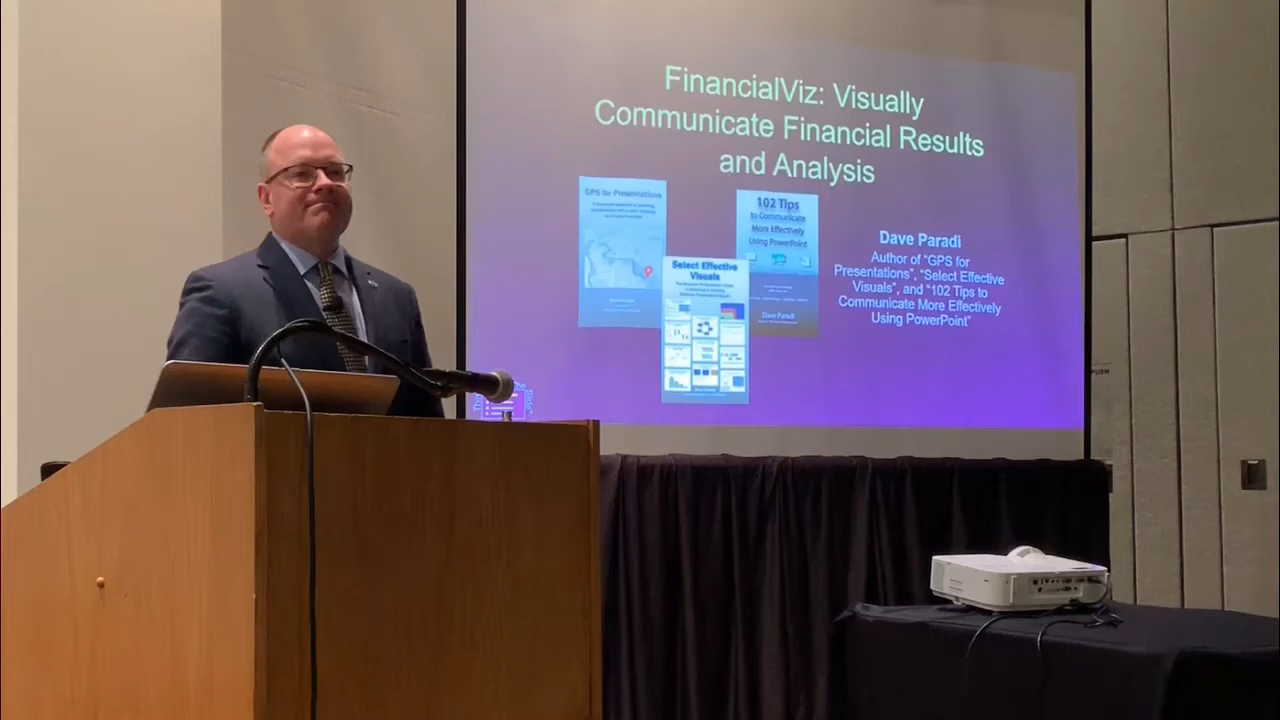 FinancialViz: Visually
Communicate Financial Results
and Analysis
GPS for Presentations
102 Tips
to Communicate
More Effectively
Using PowerPoint
Dave Paradi
Select Effective
Visuals
Dave Paradi
Author of “GPS for
Presentations”, “Select Effective
Visuals”, and “102 Tips to
Communicate More Effectively
Using PowerPoint”
PUSH